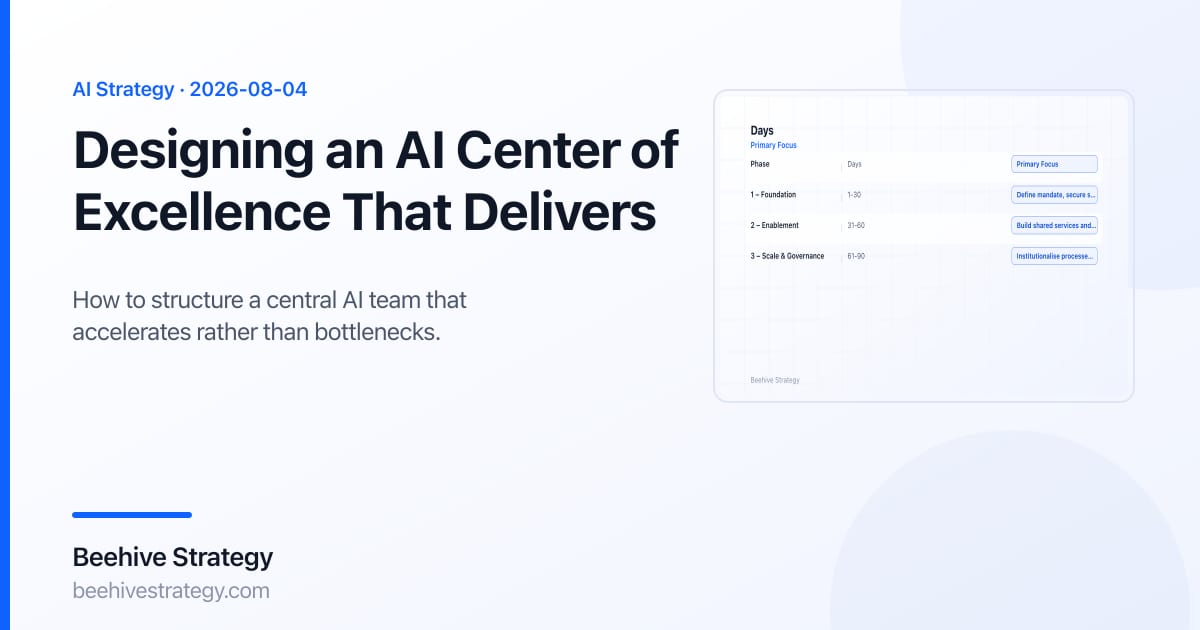 AI Strategy · 2026-08-04
Designing an AI Center of
Excellence That Delivers
How to structure a central AI team that
accelerates rather than bottlenecks.
Beehive Strategy
beehivestrategy.com
Days
Primary Focus
Phase Days Primary Focus
1 – Foundation 1-30 Define mandate, secure s...
2 – Enablement 31-60 Build shared services and...
3 – Scale & Governance 61-90 Institutionalise processe...
Beehive Strategy